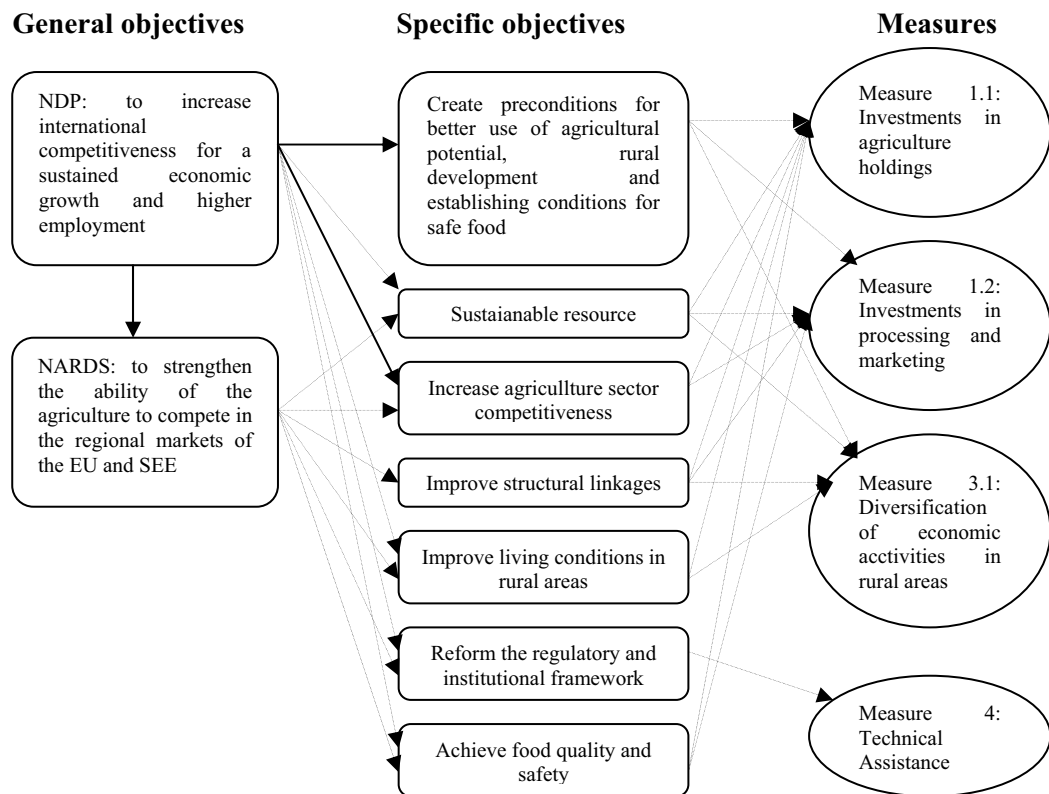 General objectives
Specific objectives
Measures
NDP: to increase
international
competitiveness for a
sustained economic
growth and higher
employment
NARDS: to strengthen
the ability of the
agriculture to compete in
the regional markets of
the EU and SEE
Create preconditions for
better use of agricultural
potential, rural
development and
establishing conditions for
safe food
Sustaianable resource
Increase agricullture sector
competitiveness
Improve structural linkages
Improve living conditions in
rural areas
Reform the regulatory and
institutional framework
Achieve food quality and
safety
Measure 1.1:
Investments in
agriculture
holdings
Measure 1.2:
Investments in
processing and
marketing
Measure 3.1:
Diversification
of economic
acctivities in
rural areas
Measure 4:
Technical
Assistance